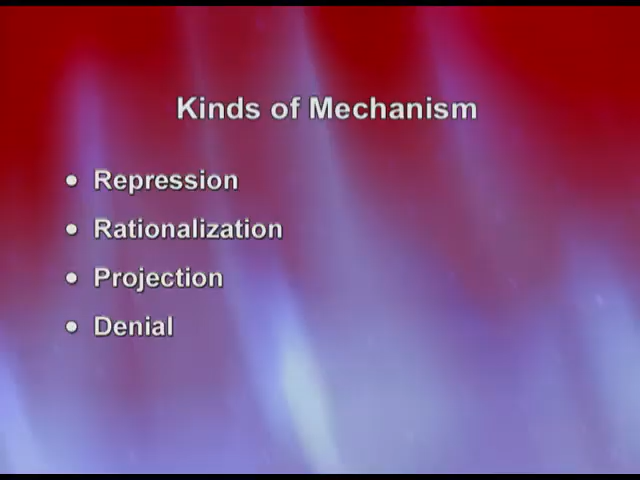 Kinds of Mechanism
• Repression
• Rationalization
• Projection
• Denial